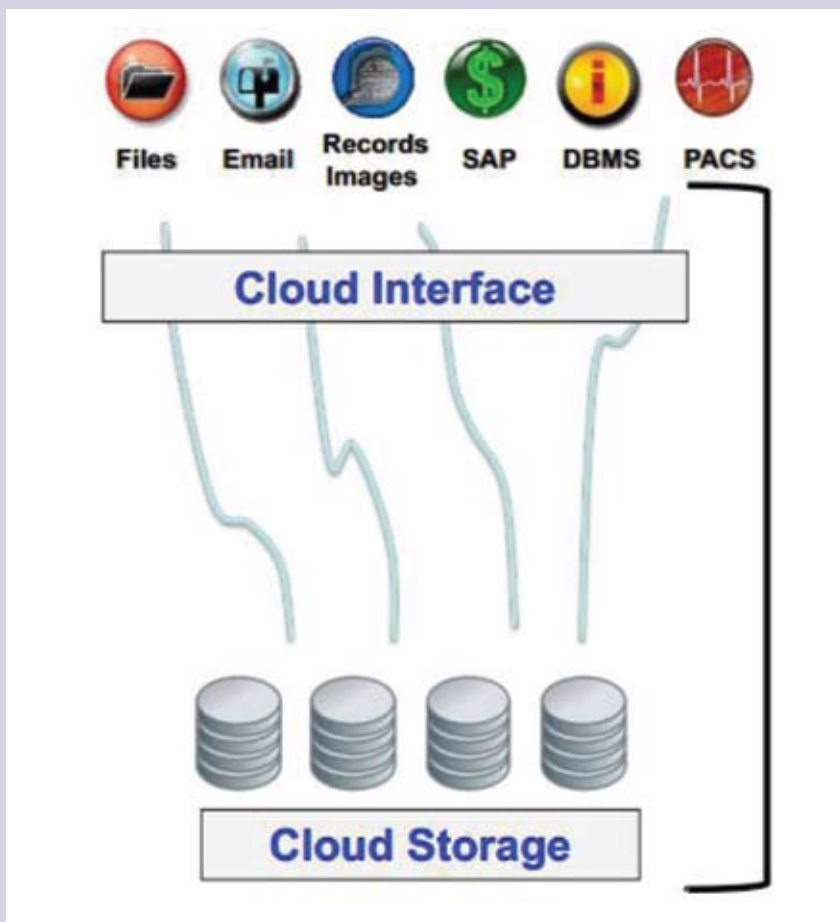 Files
Email
Records
Images
SAP
DBMS
PACS
Cloud Interface
Cloud Storage